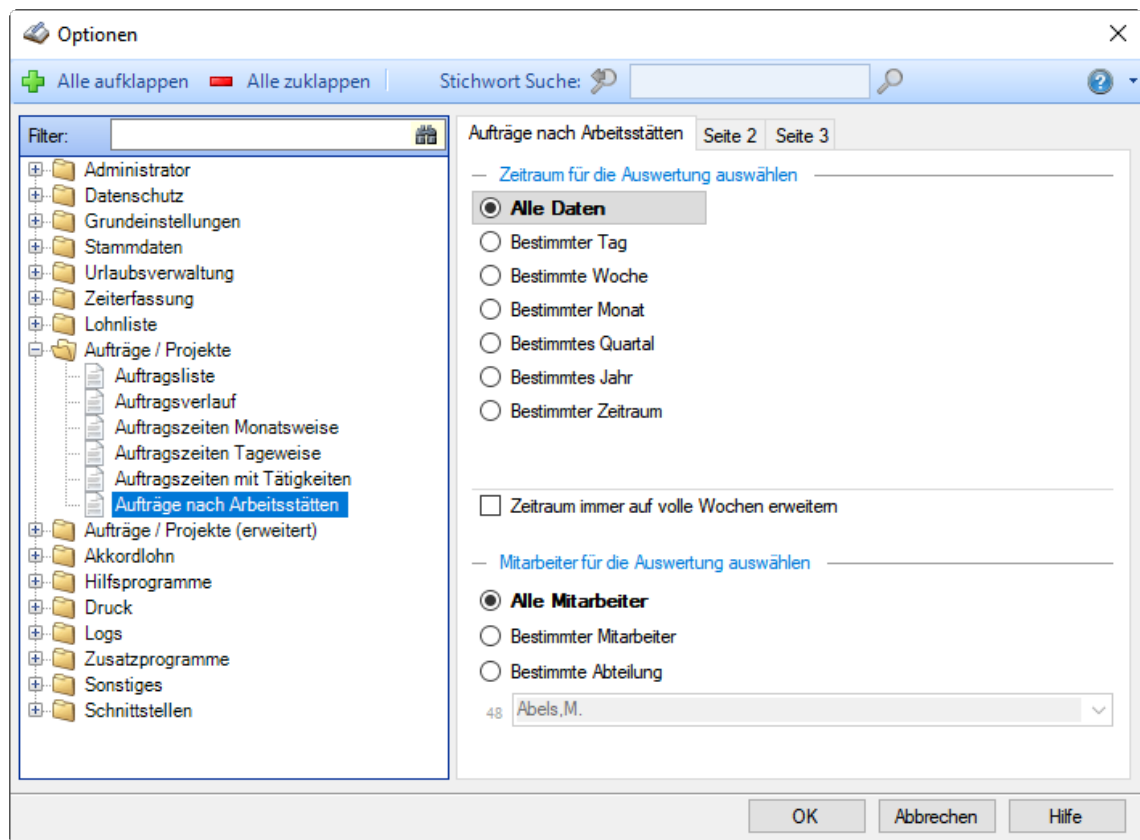 Optionen
Alle aufklappen Alle zuklappen Stichwort Suche:
Filter:
Administrator
Datenschutz
Grundeinstellungen
Stammdaten
Urlaubsverwaltung
Zeiterfassung
Lohnliste
Aufträge / Projekte
Auftragsliste
Auftragsverlauf
Auftragszeiten Monatsweise
Auftragszeiten Tageweise
Auftragszeiten mit Tätigkeiten
Aufträge nach Arbeitsstätten
Aufträge / Projekte (erweitert)
Akkordlohn
Hilfsprogramme
Druck
Logs
Zusatzprogramme
Sonstiges
Schnittstellen
Aufträge nach Arbeitsstätten Seite 2 Seite 3
Zeitraum für die Auswertung auswählen
Alle Daten
Bestimmter Tag
Bestimmte Woche
Bestimmter Monat
Bestimmtes Quartal
Bestimmtes Jahr
Bestimmter Zeitraum
Zeitraum immer auf volle Wochen erweitern
Mitarbeiter für die Auswertung auswählen
Alle Mitarbeiter
Bestimmter Mitarbeiter
Bestimmte Abteilung
48 Abels,M.
OK Abbrechen Hilfe